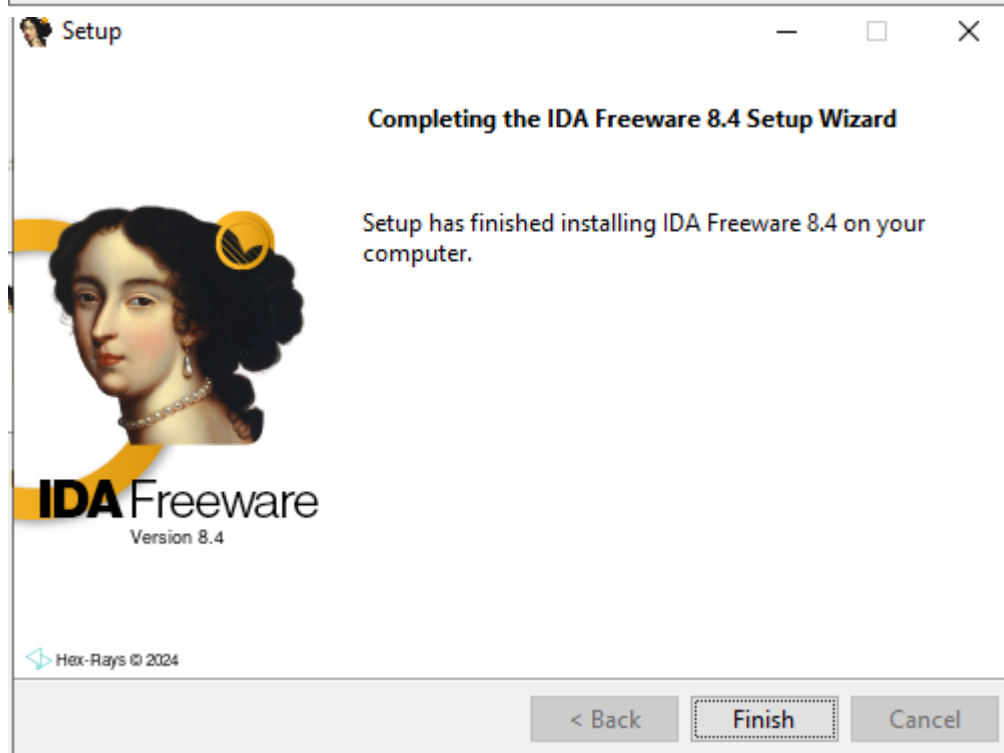 Setup
Completing the IDA Freeware 8.4 Setup Wizard
Setup has finished installing IDA Freeware 8.4 on your
computer.
IDA Freeware
Version 8.4
Hex-Rays © 2024
< Back
Finish
Cancel